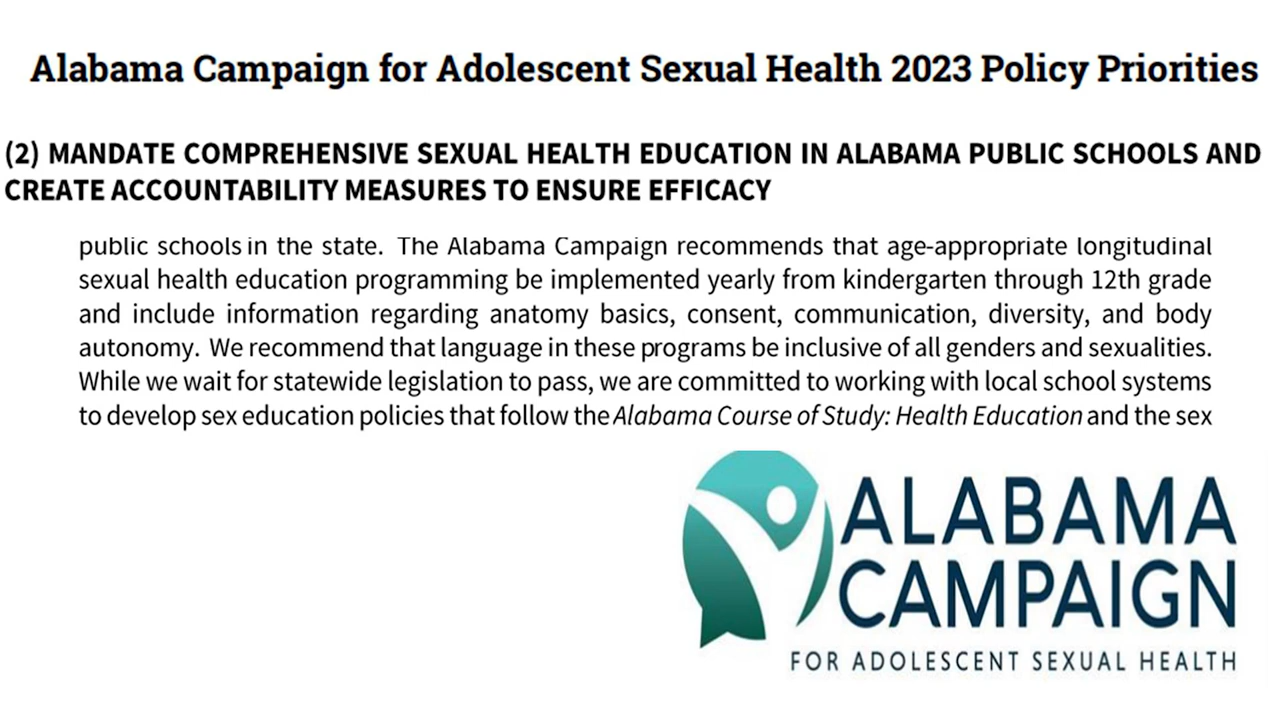 Alabama Campaign for Adolescent Sexual Health 2023 Policy Priorities
(2) MANDATE COMPREHENSIVE SEXUAL HEALTH EDUCATION IN ALABAMA PUBLIC SCHOOLS AND
CREATE ACCOUNTABILITY MEASURES TO ENSURE EFFICACY
public schools in the state. The Alabama Campaign recommends that age-appropriate longitudinal
sexual health education programming be implemented yearly from kindergarten through 12th grade
and include information regarding anatomy basics, consent, communication, diversity, and body
autonomy. We recommend that language in these programs be inclusive of all genders and sexualities.
While we wait for statewide legislation to pass, we are committed to working with local school systems
to develop sex education policies that follow the Alabama Course of Study: Health Education and the sex
ALABAMA
CAMPAIGN
FOR ADOLESCENT SEXUAL HEALTH